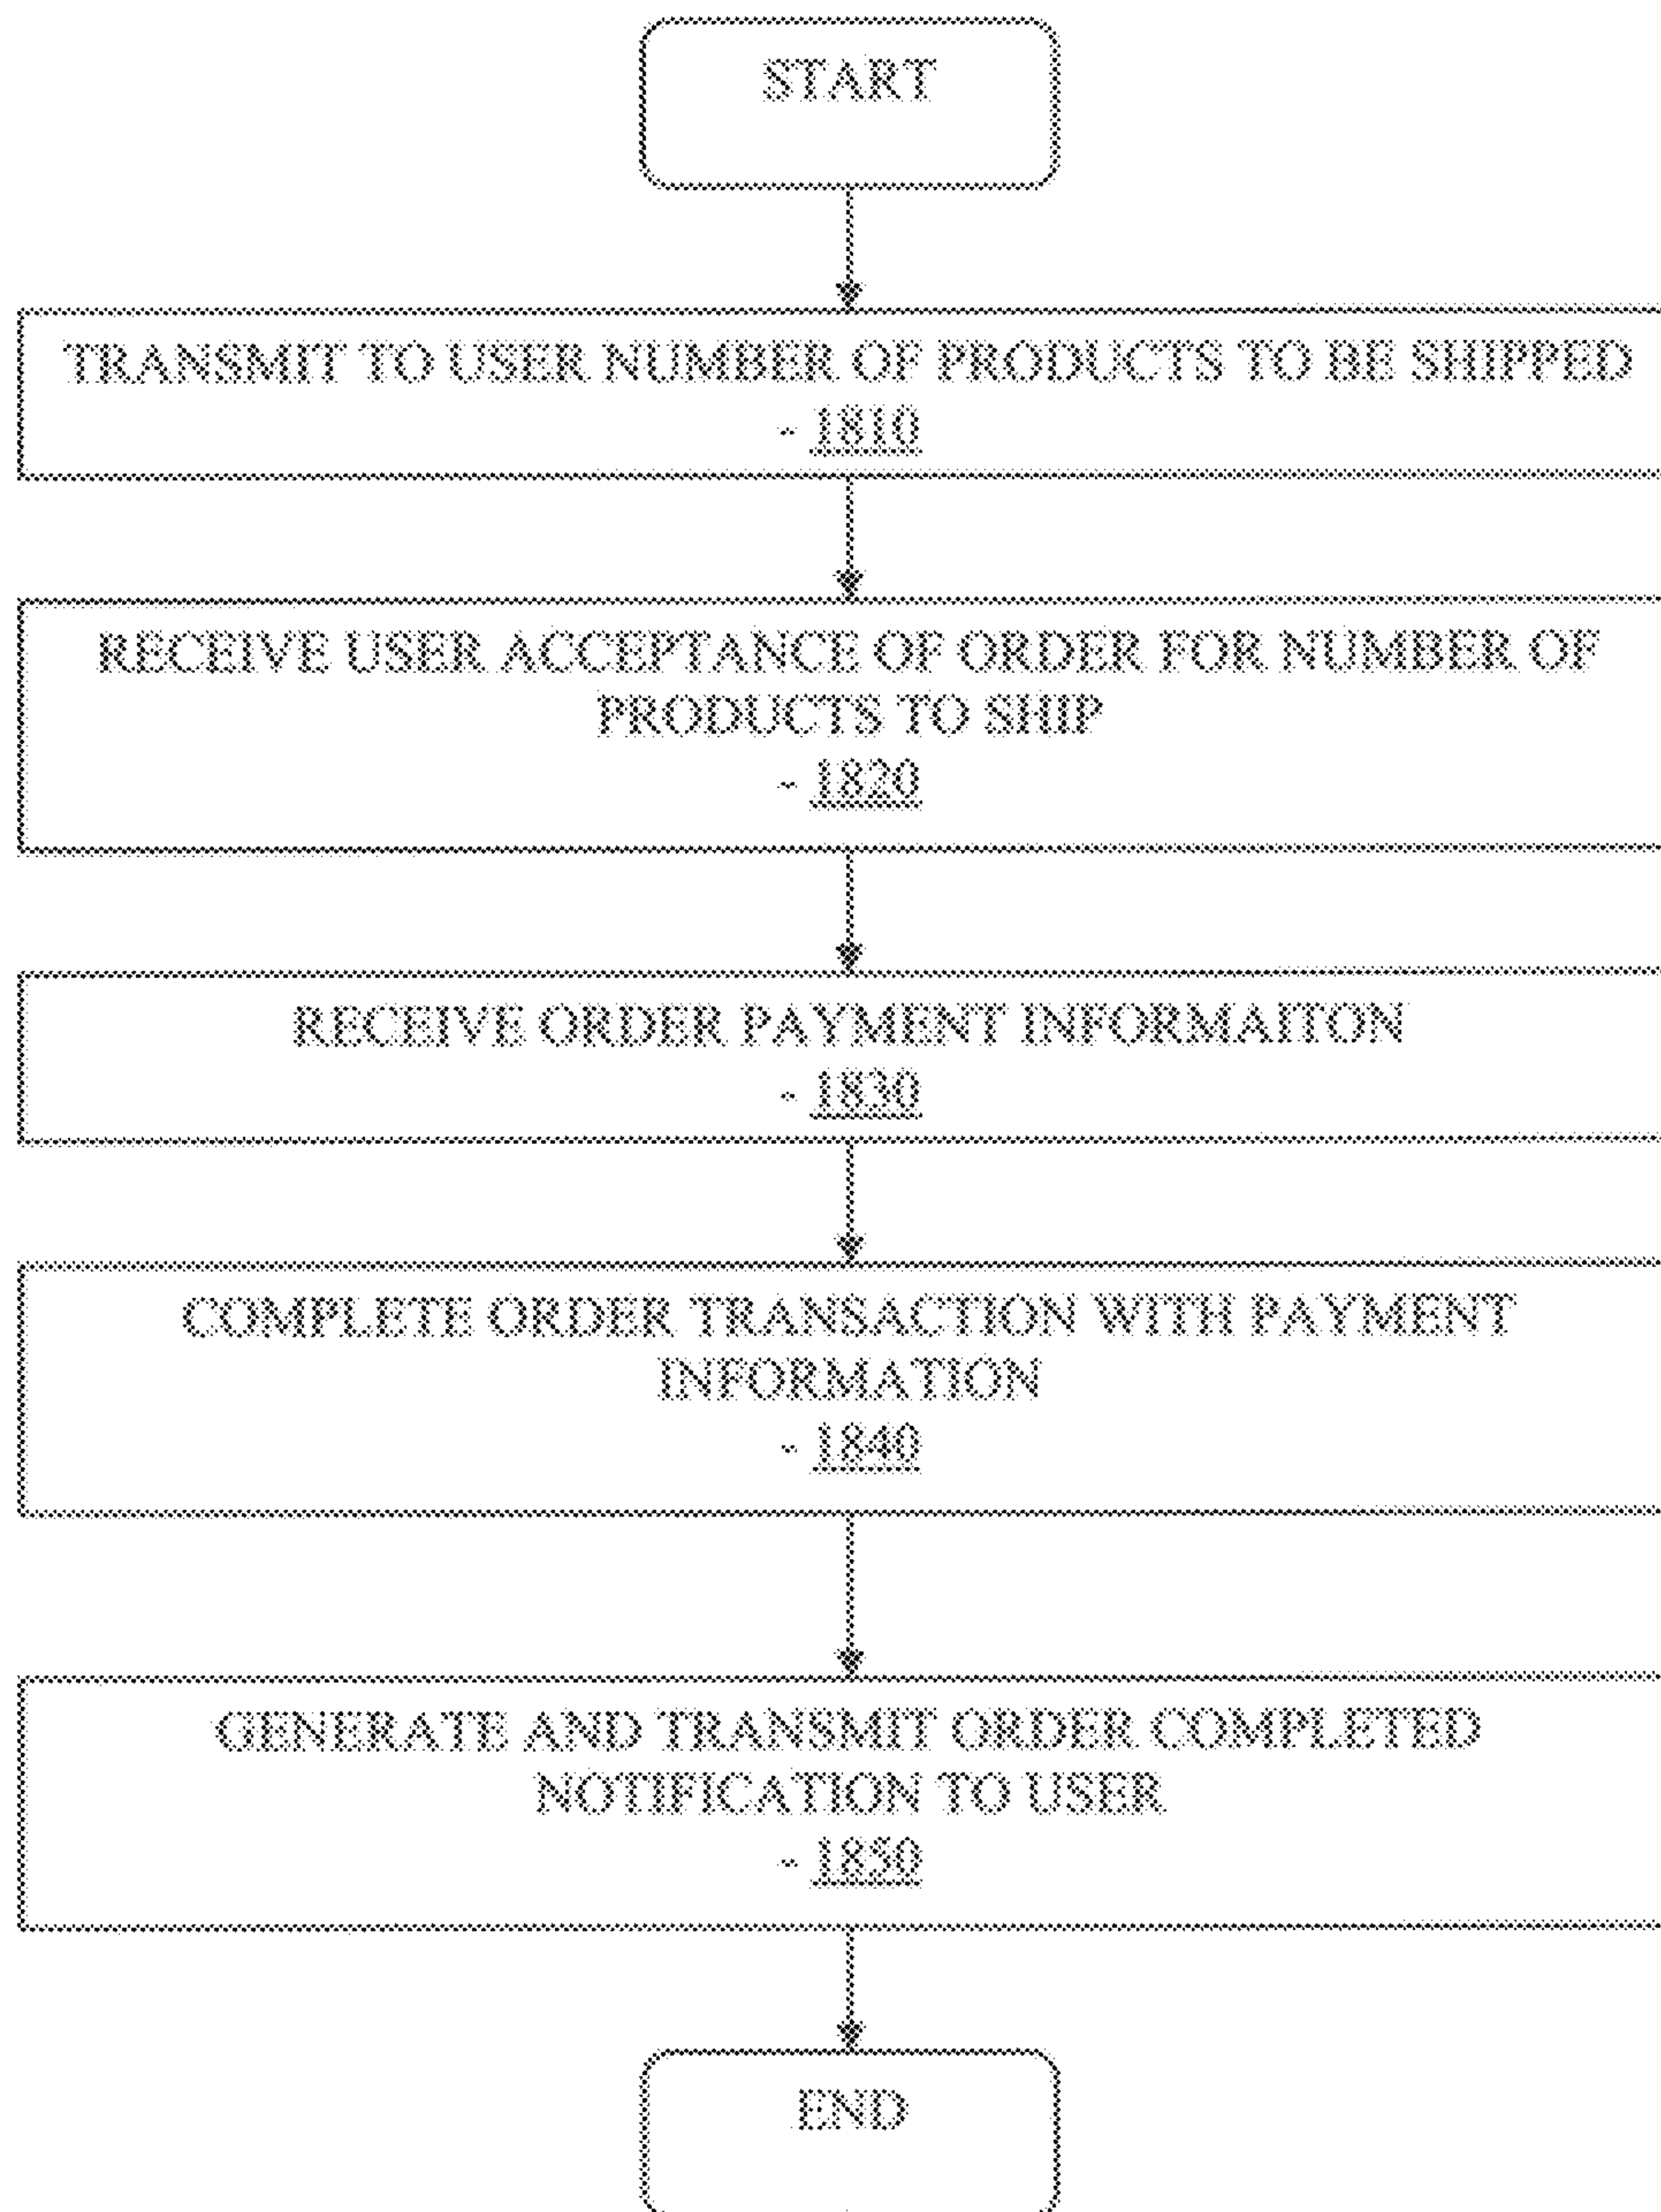 START
TRANSMIT TO USER NUMBER OF PRODUCTS TO BE SHIPPED
- 1810
RECEIVE USER ACCEPTANCE OF ORDER FOR NUMBER OF
PRODUCTS TO SHIP
- 1820
RECEIVE ORDER PAYMENT INFORMAITON
- 1830
COMPLETE ORDER TRANSACTION WITH PAYMENT
INFORMATION
- 1840
GENERATE AND TRANSMIT ORDER COMPLETED
NOTIFICATION TO USER
- 1850
END